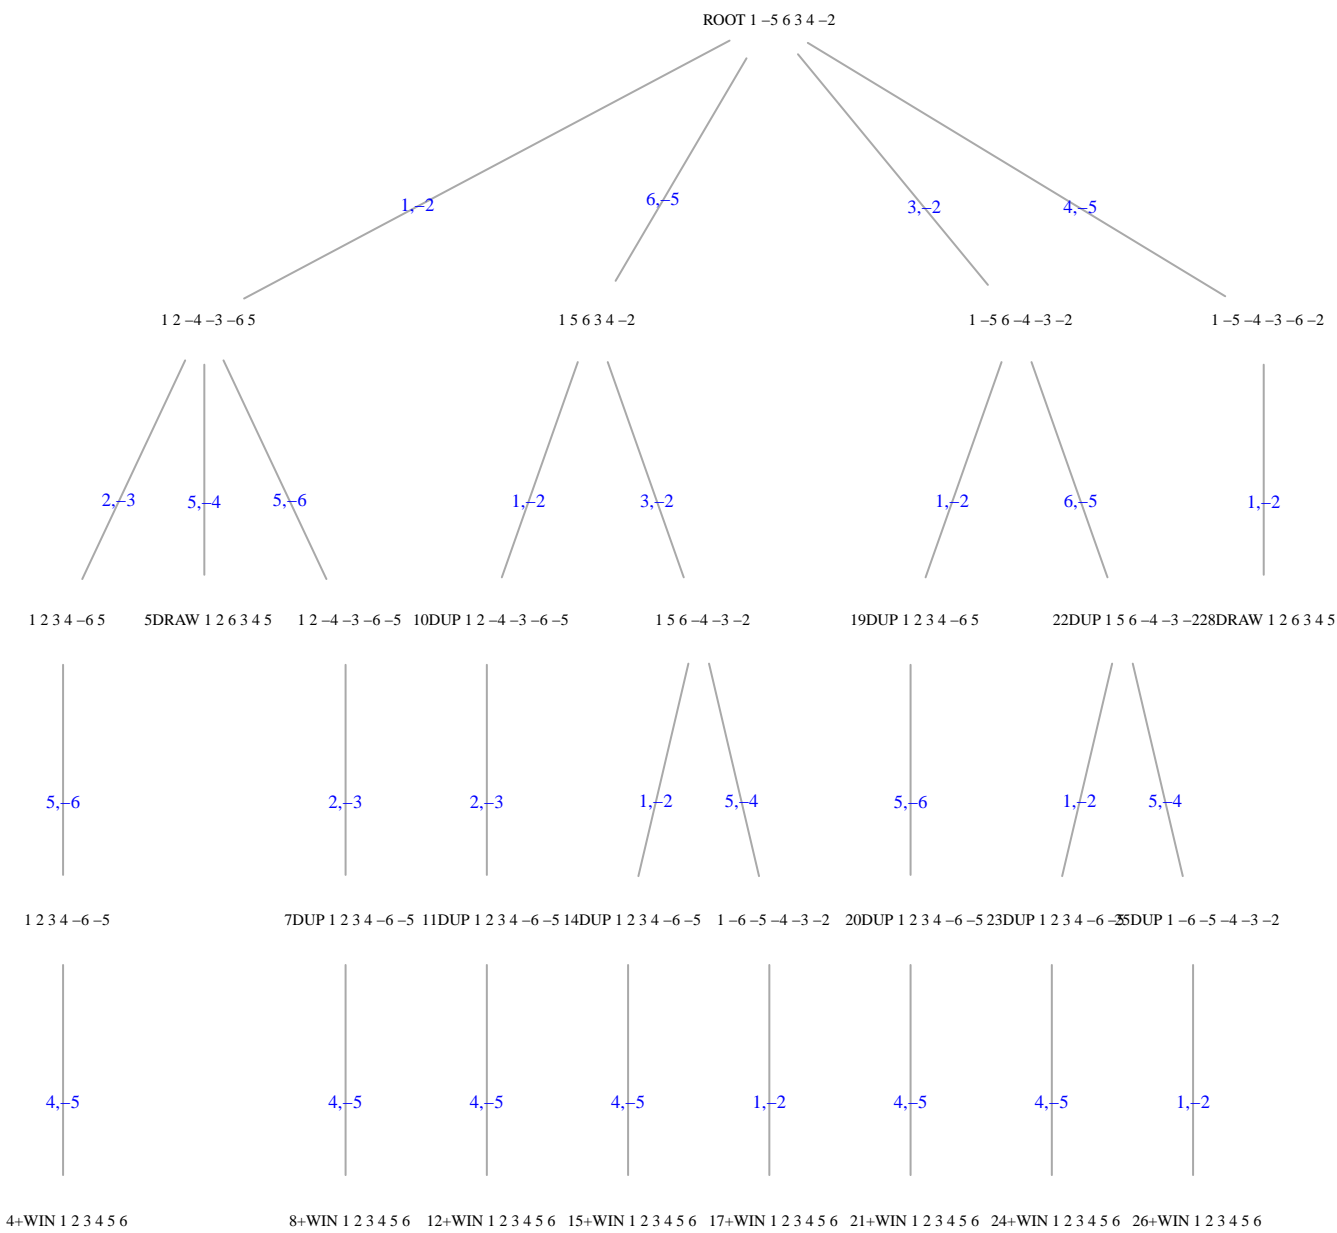 ROOT 1 –5 6 3 4 –2
1,–2 6,–5 3,–2 4,–5
1 2 –4 –3 –6 5 1 5 6 3 4 –2 1 –5 6 –4 –3 –2 1 –5 –4 –3 –6 –2
2,–3 5,–4 5,–6 1,–2 3,–2 1,–2 6,–5 1,–2
1 2 3 4 –6 5 5DRAW 1 2 6 3 4 5 1 2 –4 –3 –6 –5 10DUP 1 2 –4 –3 –6 –5 1 5 6 –4 –3 –2 19DUP 1 2 3 4 –6 5 22DUP 1 5 6 –4 –3 –2 28DRAW 1 2 6 3 4 5
5,–6 2,–3 2,–3 1,–2 5,–4 5,–6 1,–2 5,–4
1 2 3 4 –6 –5 7DUP 1 2 3 4 –6 –5 11DUP 1 2 3 4 –6 –5 14DUP 1 2 3 4 –6 –5 1 –6 –5 –4 –3 –2 20DUP 1 2 3 4 –6 –5 23DUP 1 2 3 4 –6 –5 25DUP 1 –6 –5 –4 –3 –2
4,–5 4,–5 4,–5 4,–5 1,–2 4,–5 4,–5 1,–2
4+WIN 1 2 3 4 5 6 8+WIN 1 2 3 4 5 6 12+WIN 1 2 3 4 5 6 15+WIN 1 2 3 4 5 6 17+WIN 1 2 3 4 5 6 21+WIN 1 2 3 4 5 6 24+WIN 1 2 3 4 5 6 26+WIN 1 2 3 4 5 6